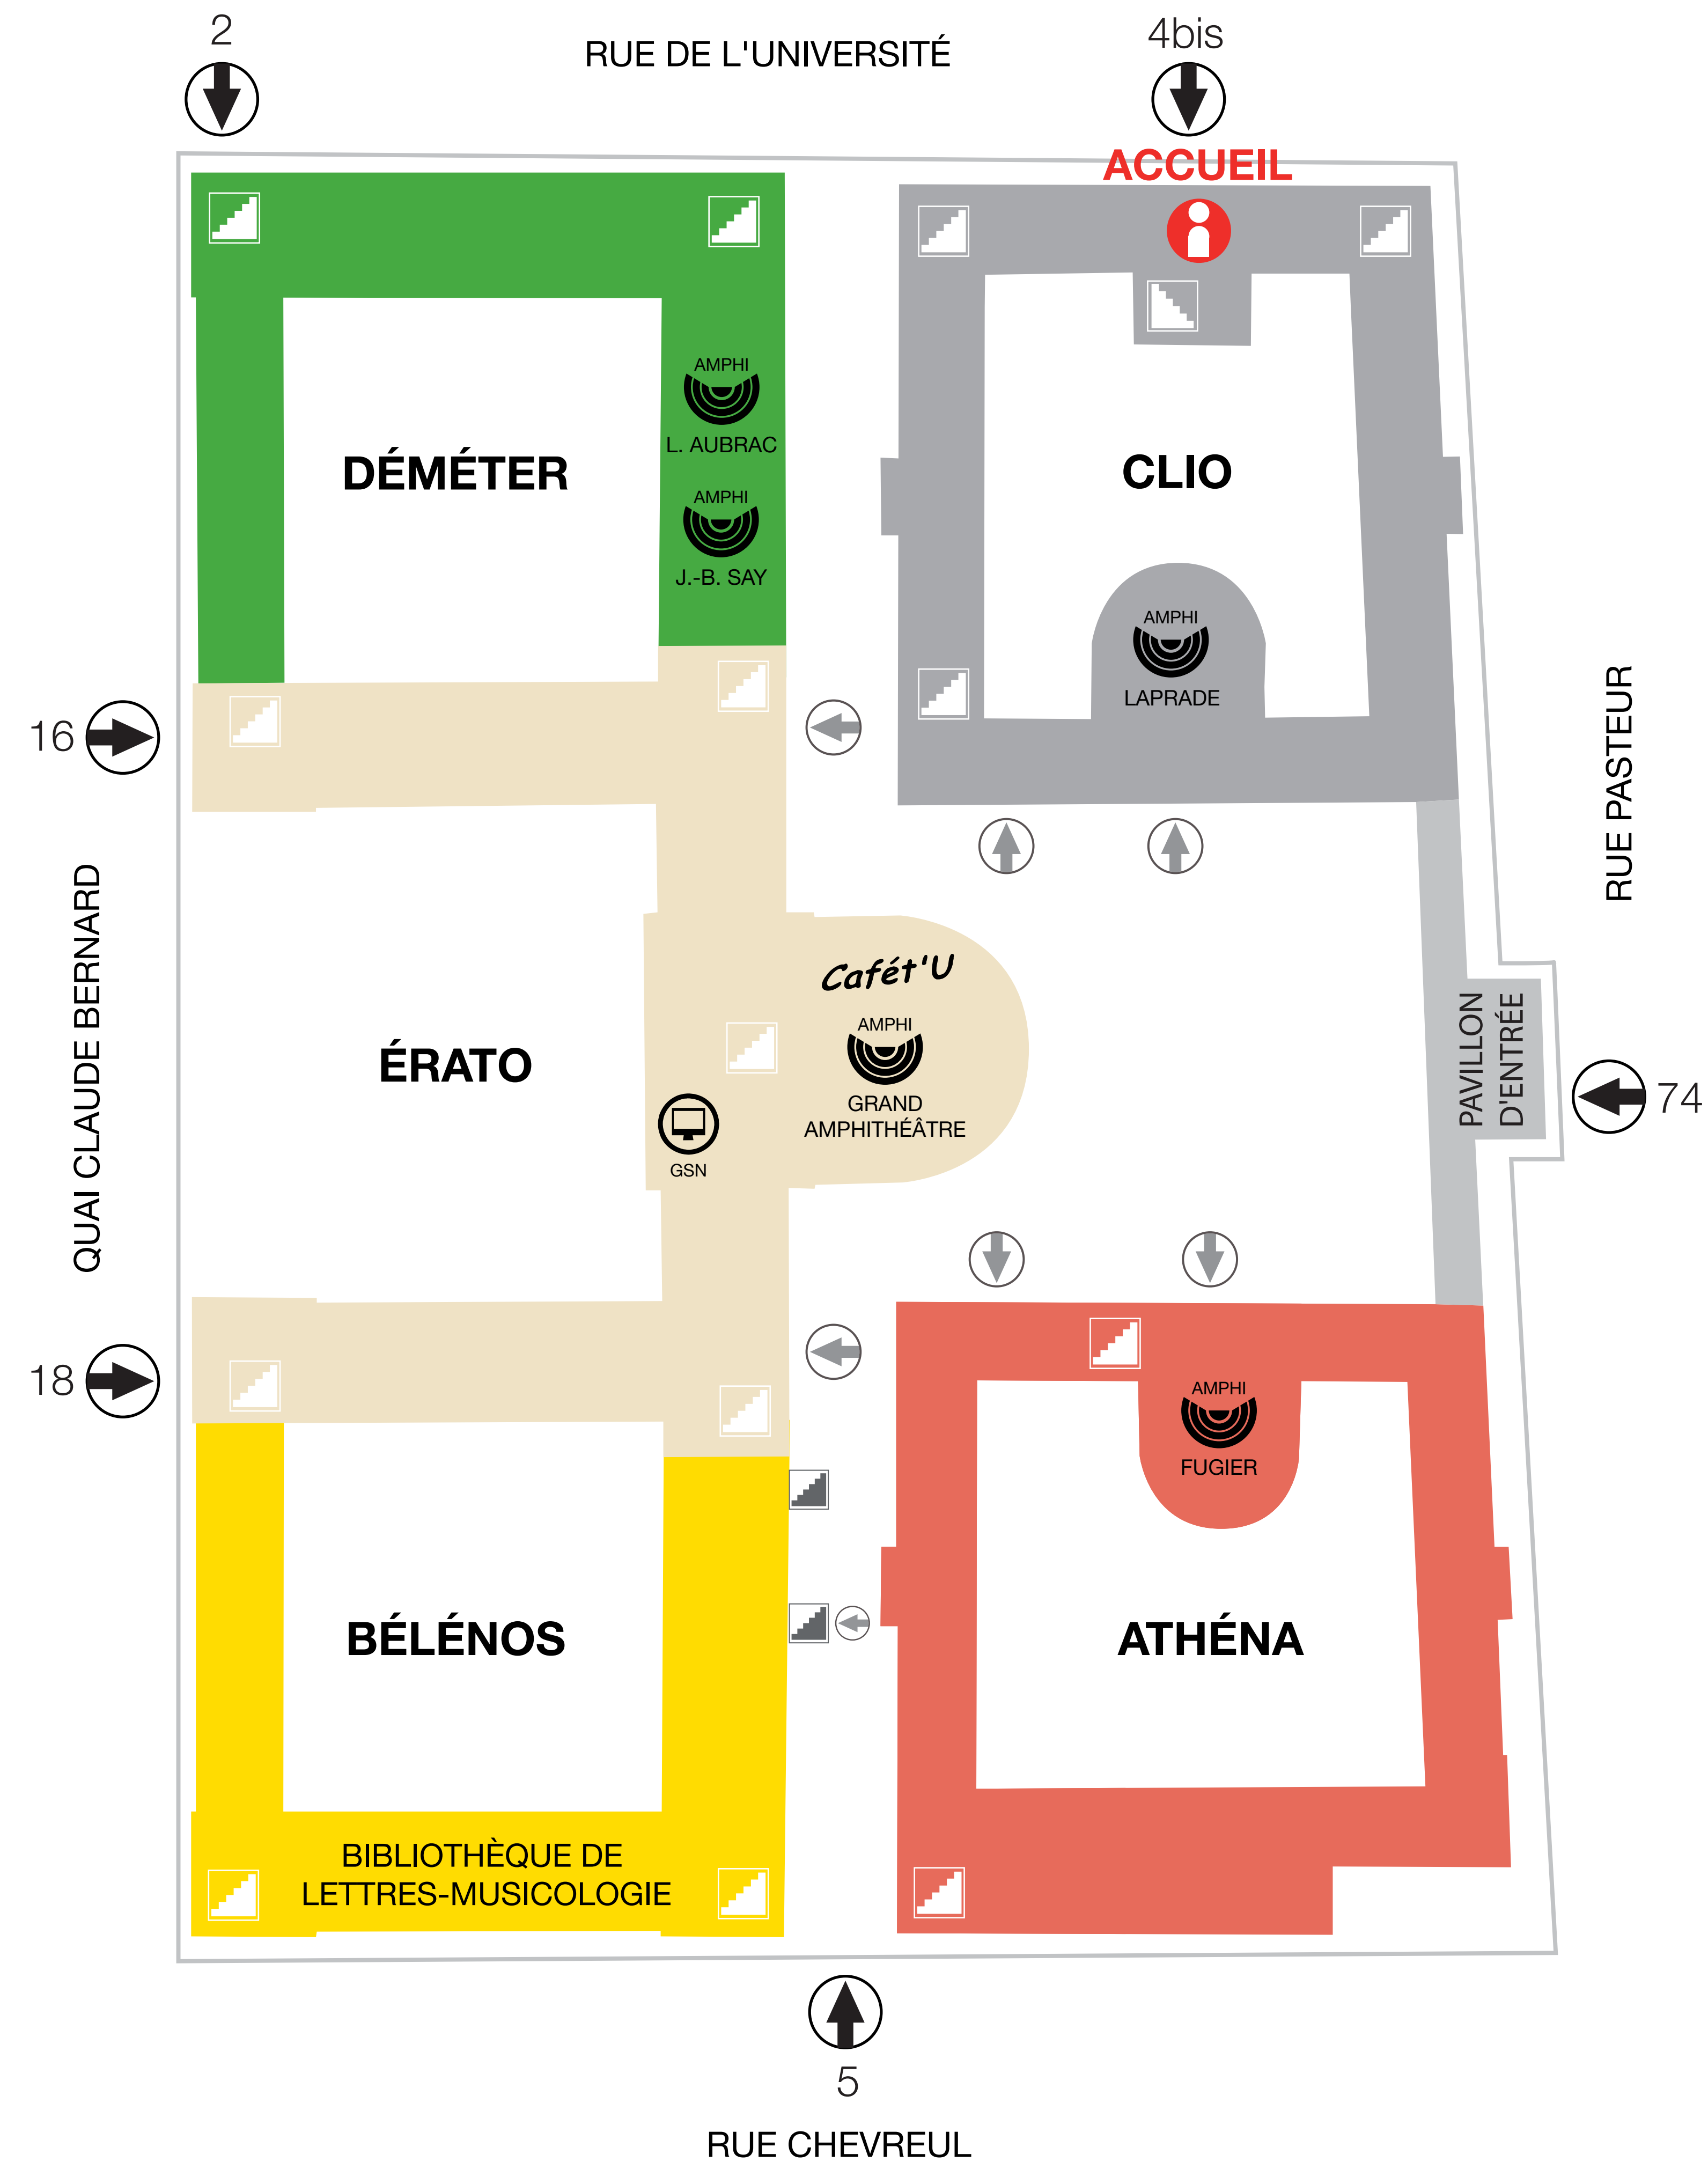 2
RUE DE L'UNIVERSITÉ
4bis
ACCUEIL
AMPHI
L. AUBRAC
DÉMÉTER
CLIO
AMPHI
J.-B. SAY
AMPHI
LAPRADE
16
RUE PASTEUR
QUAI CLAUDE BERNARD
Cafét'U
AMPHI
GRAND
AMPHITHÉÂTRE
ÉRATO
GSN
PAVILLON
D'ENTRÉE
74
18
AMPHI
FUGIER
BÉLÉNOS
ATHÉNA
BIBLIOTHÈQUE DE
LETTRES-MUSICOLOGIE
5
RUE CHEVREUL